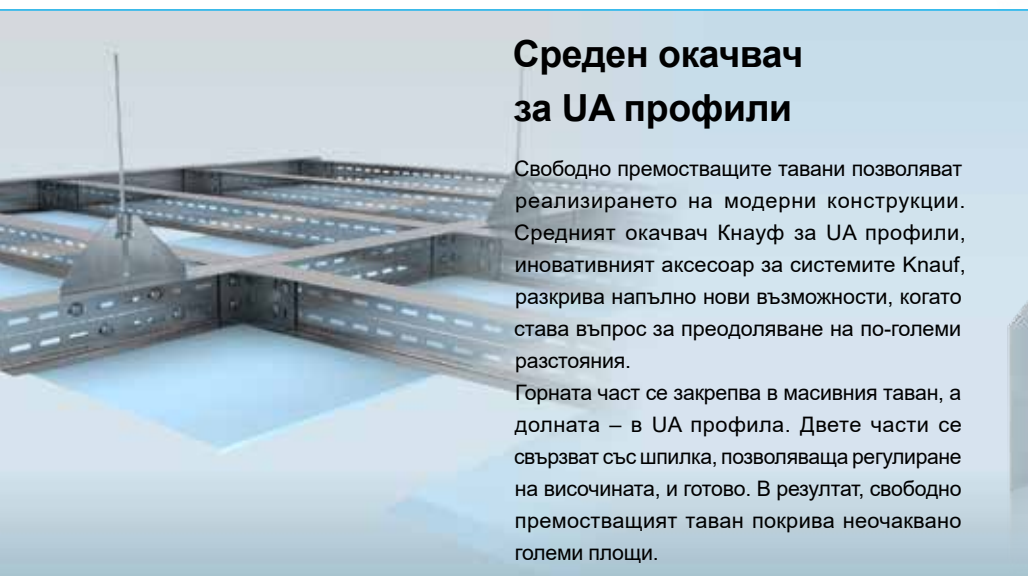 Среден окачвач
за UA профили
Свободно премостващите тавани позволяват
реализирането на модерни конструкции.
Средният окачвач Кнауф за UA профили,
иновативният аксесоар за системите Knauf,
разкрива напълно нови възможности, когато
става въпрос за преодоляване на по-големи
разстояния.
Горната част се закрепва в масивния таван, а
долната – в UA профила. Двете части се
свързват със шпилка, позволяваща регулиране
на височината, и готово. В резултат, свободно
премостващият таван покрива неочаквано
големи площи.